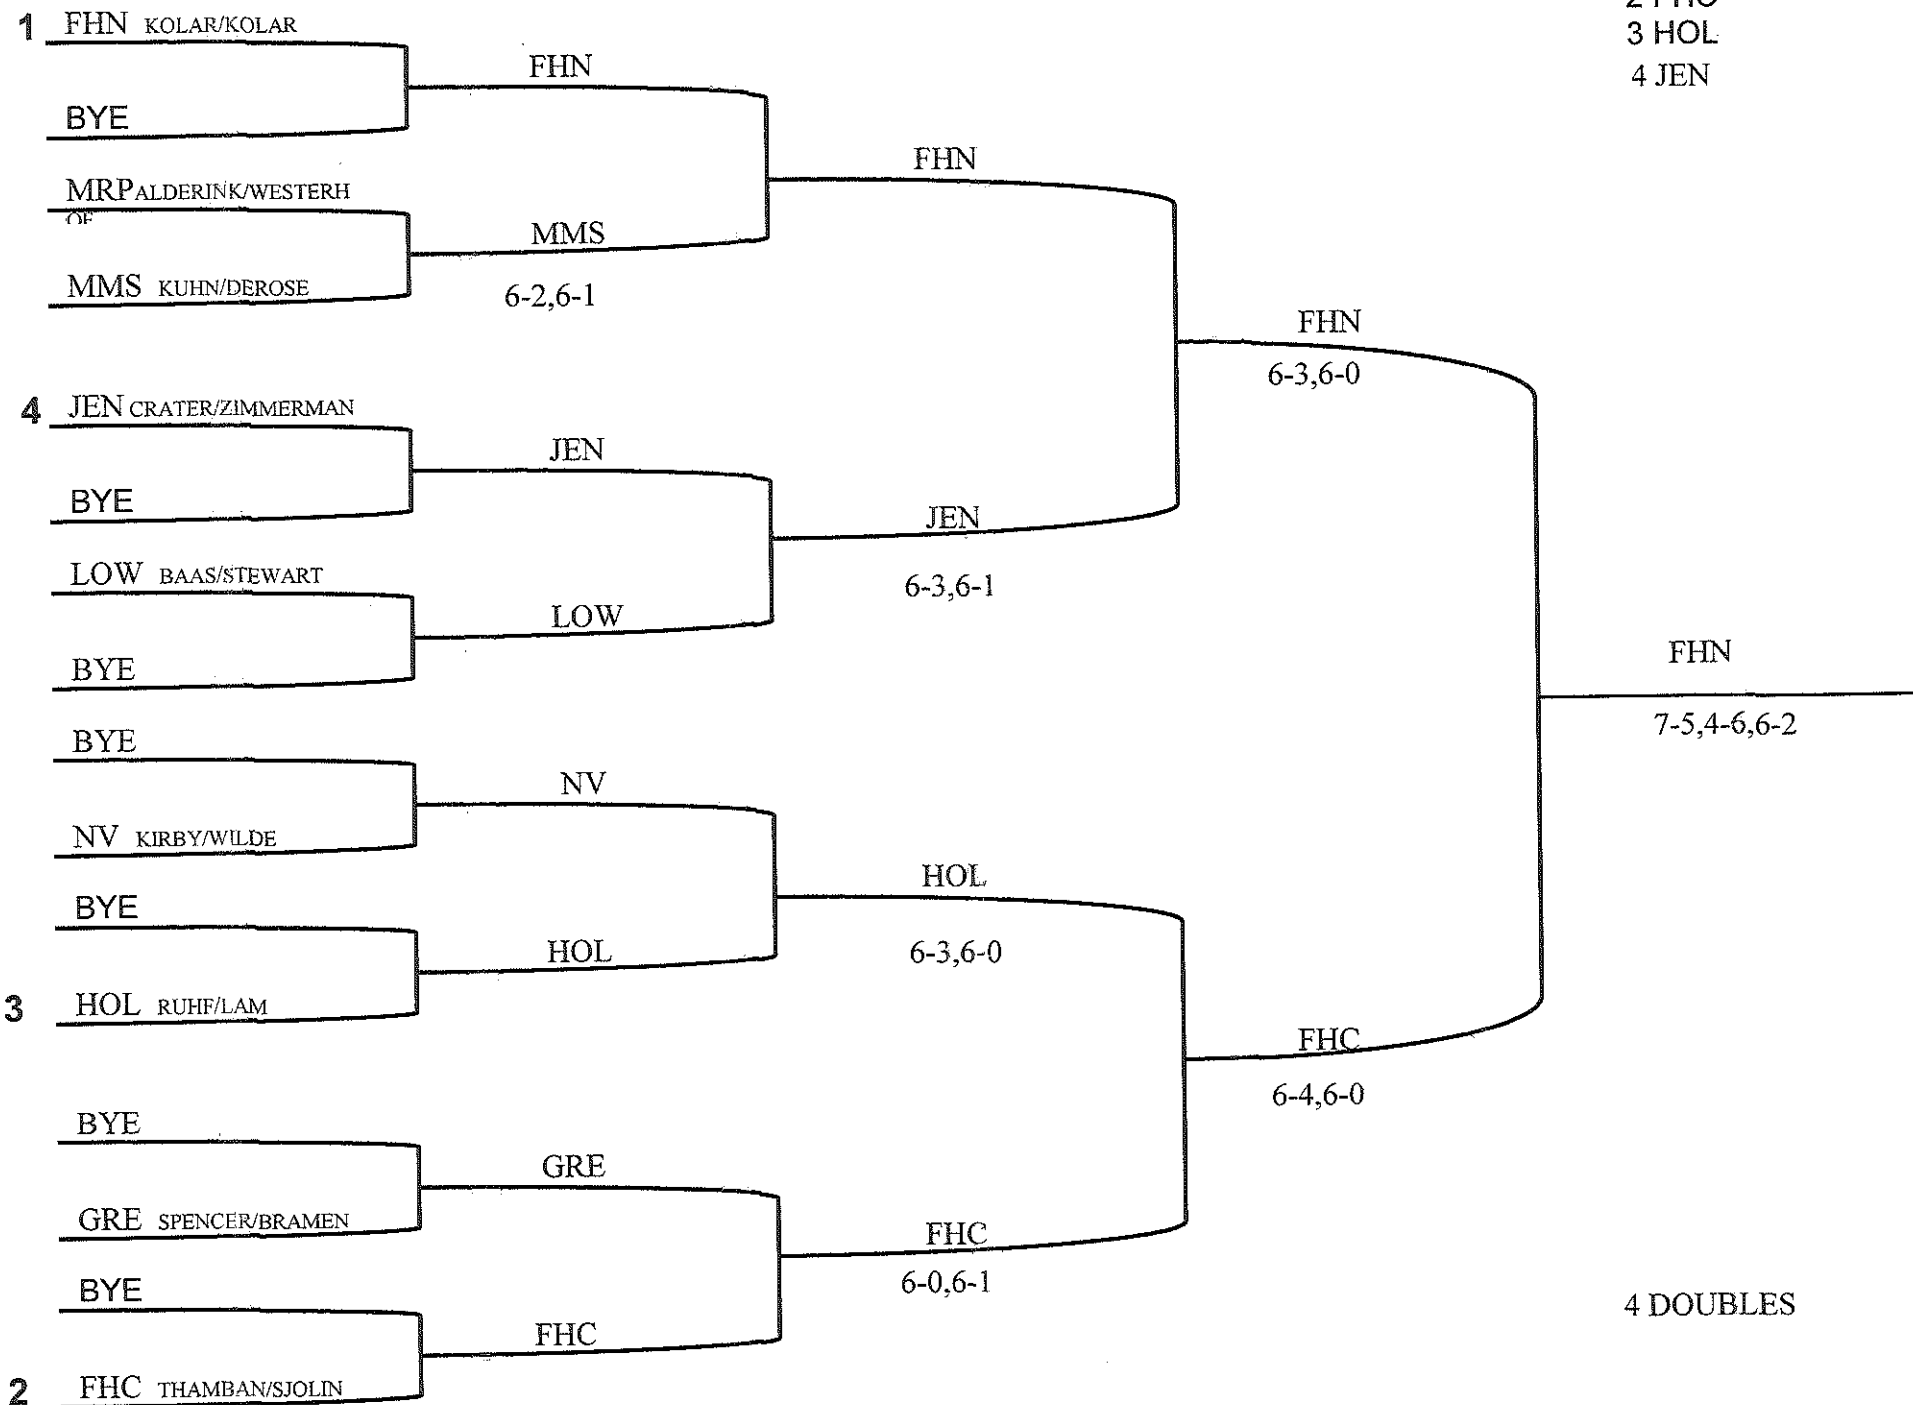 1 FHN KOLAR/KOLAR
FHN
BYE
FHN
MRP ALDERINK/WESTERH
OF
MMS
MMS KUHN/DEROSE
6-2,6-1
FHN
6-3,6-0
4 JEN CRATER/ZIMMERMAN
JEN
BYE
JEN
6-3,6-1
LOW BAAS/STEWART
LOW
BYE
FHN
7-5,4-6,6-2
BYE
NV
NV KIRBY/WILDE
HOL
6-3,6-0
BYE
HOL
3 HOL RUHF/LAM
FHC
6-4,6-0
BYE
GRE
GRE SPENCER/BRAMEN
FHC
6-0,6-1
BYE
FHC
2 FHC THAMBAN/SJOLIN
3 HOL
4 JEN
4 DOUBLES